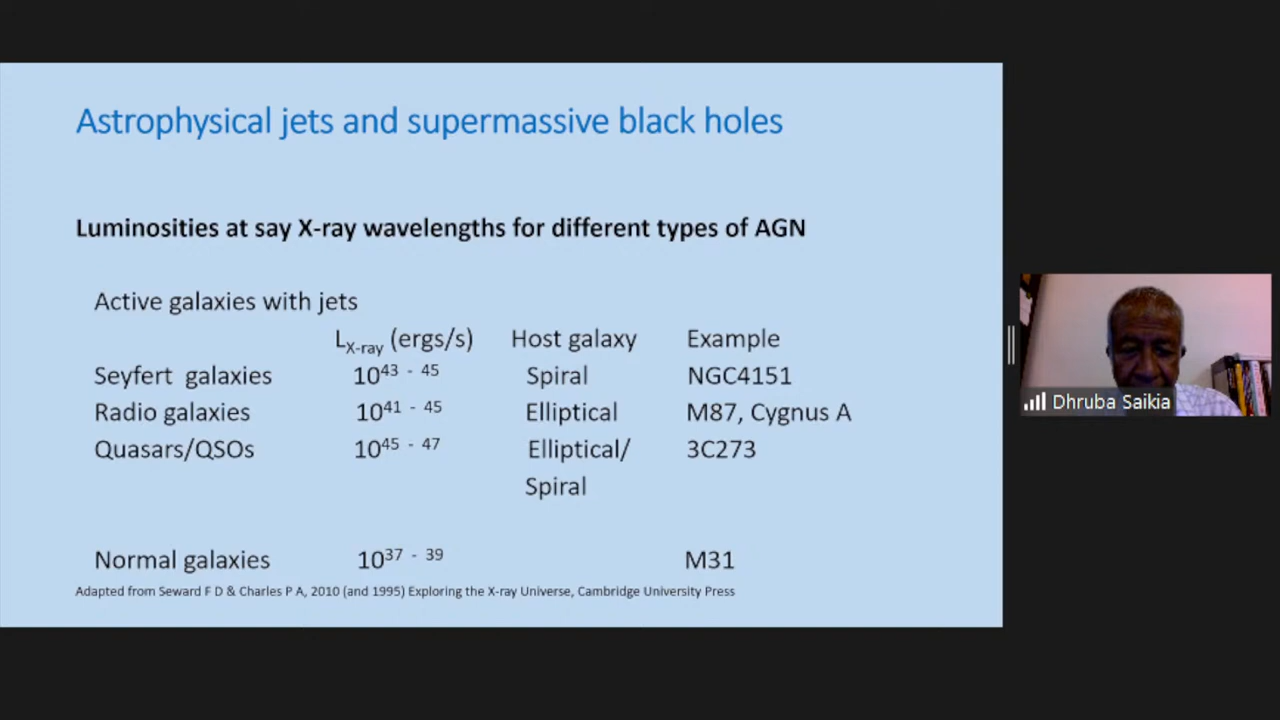 Astrophysical jets and supermassive black holes
Luminosities at say X-ray wavelengths for different types of AGN
Active galaxies with jets
L_X-ray (ergs/s) Host galaxy Example
Seyfert galaxies 10^43 - 45 Spiral NGC4151
Radio galaxies 10^41 - 45 Elliptical M87, Cygnus A
Quasars/QSOs 10^45 - 47 Elliptical/ 3C273
Spiral
Normal galaxies 10^37 - 39 M31
Adapted from Seward F D & Charles P A, 2010 (and 1995) Exploring the X-ray Universe, Cambridge University Press
Dhruba Saikia